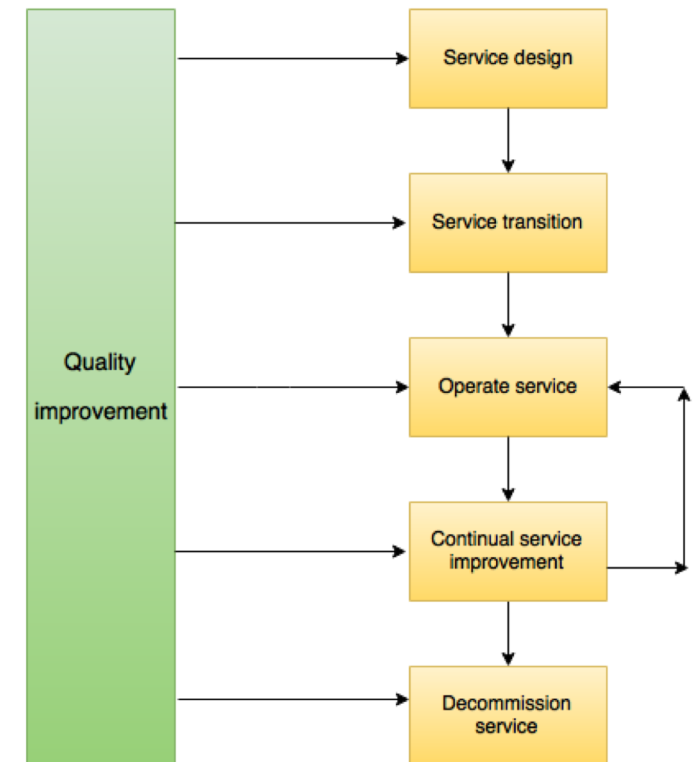 Service design
Service transition
Quality
improvement
Operate service
Continual service
improvement
Decommission
service